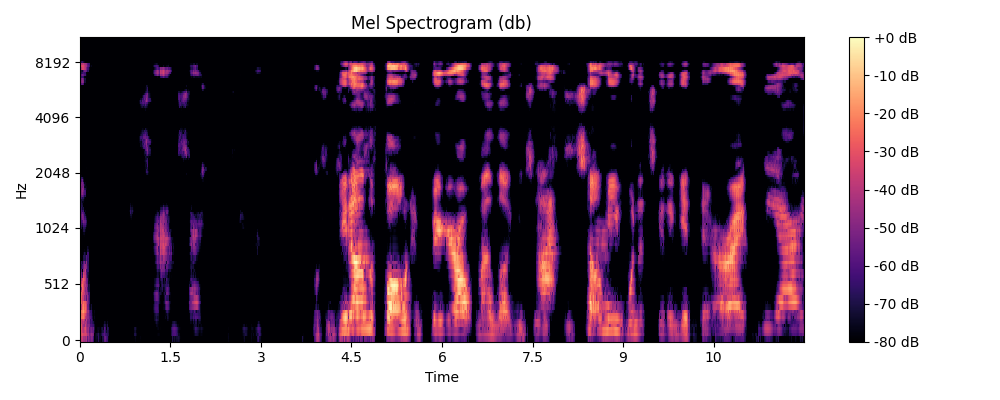 Mel Spectrogram (db)
8192
4096
2048
1024
512
0
Hz
0 1.5 3 4.5 6 7.5 9 10
Time
+0 dB
-10 dB
-20 dB
-30 dB
-40 dB
-50 dB
-60 dB
-70 dB
-80 dB